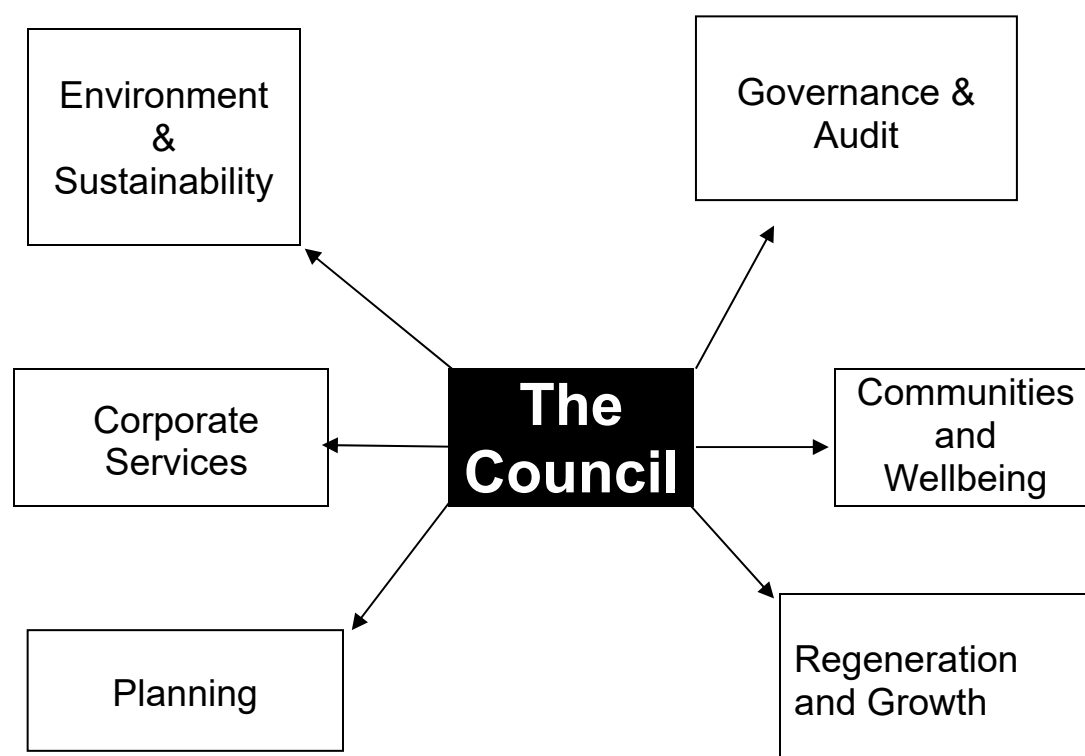 Environment
&
Sustainability
Governance &
Audit
The
Council
Corporate
Services
Communities
and
Wellbeing
Planning
Regeneration
and Growth